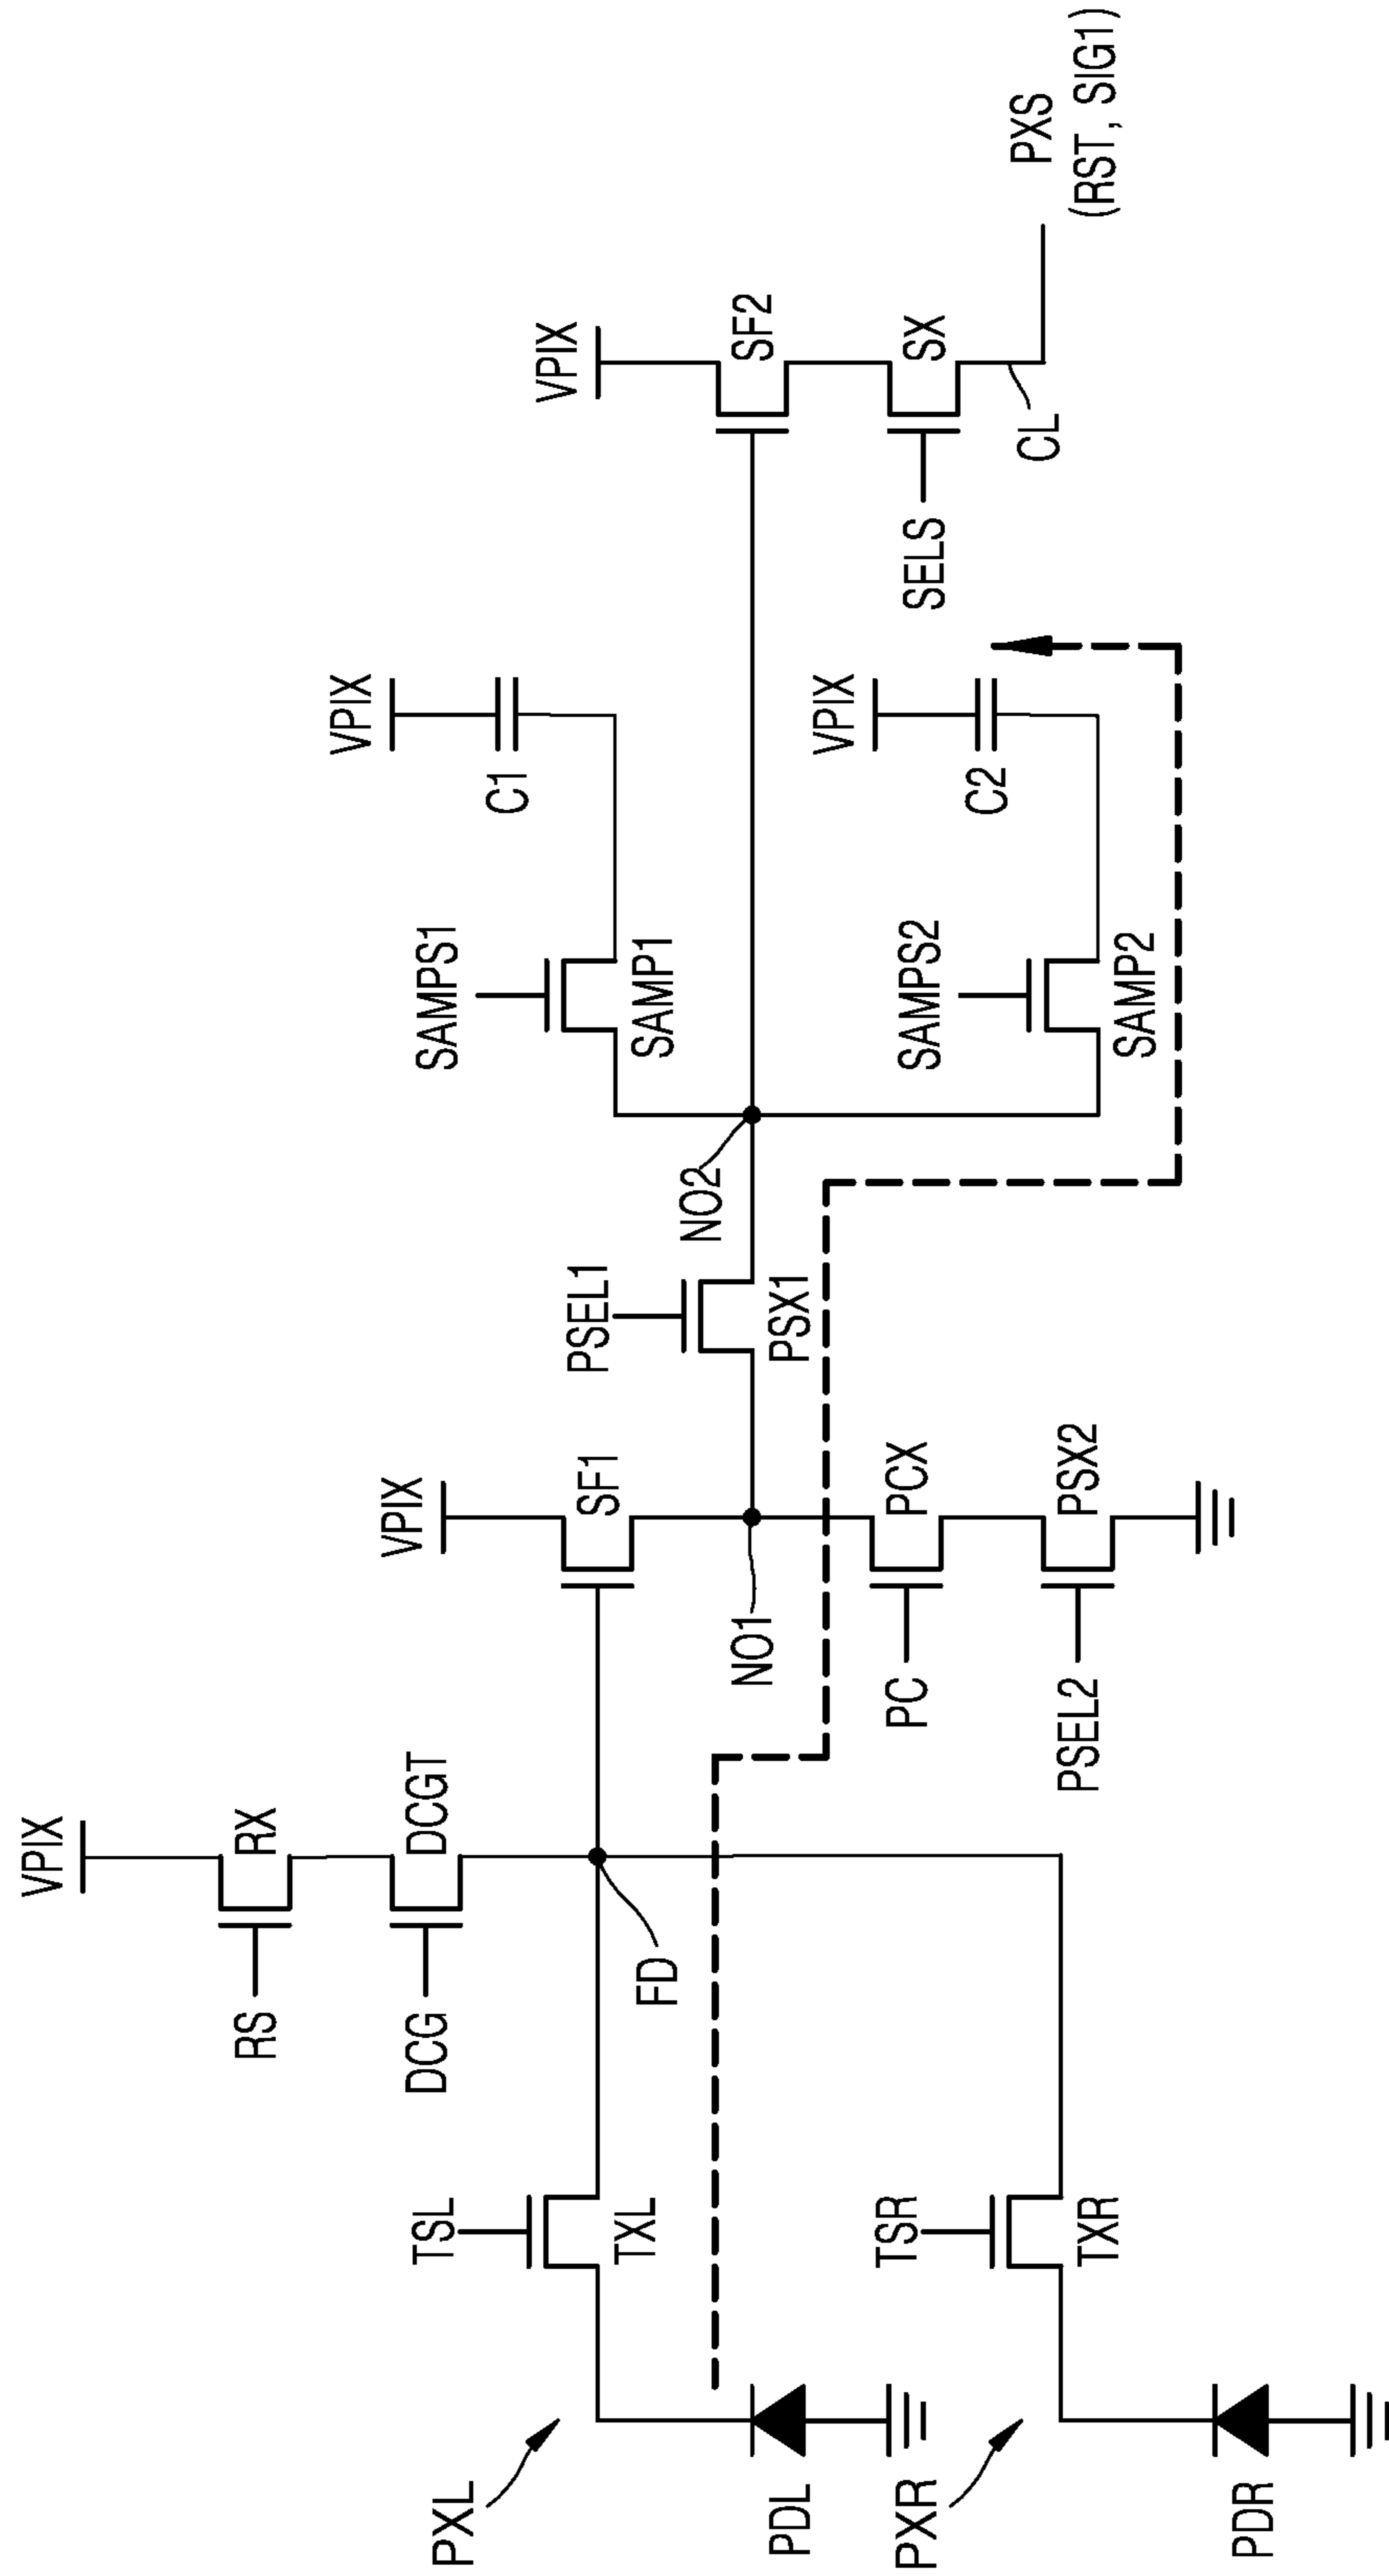 VPIX
RS
RX
DCG
DCGT
TSL
TXL
PXL
FD
PDL
TSR
TXR
PXR
PDR
VPIX
SF1
NO1
PSEL1
PSX1
PC
PCX
PSEL2
PSX2
NO2
VPIX
C1
SAMPS1
SAMP1
VPIX
C2
SAMPS2
SAMP2
VPIX
SF2
SELS
SX
CL
PXS
(RST, SIG1)